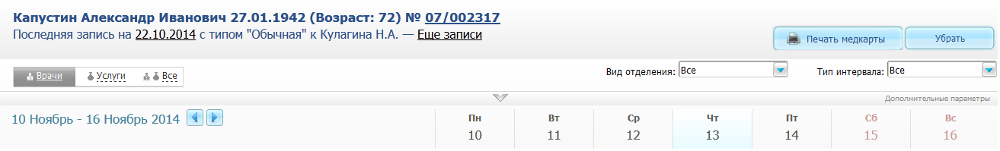 Капустин Александр Иванович 27.01.1942 (Возраст: 72) № 07/002317
Последняя запись на 22.10.2014 с типом "Обычная" к Кулагина Н.А. — Еще записи
Печать медкарты Убрать
Врачи Услуги Все Вид отделения: Все Тип интервала: Все
Дополнительные параметры
10 Ноябрь - 16 Ноябрь 2014
Пн Вт Ср Чт Пт Сб Вс
10 11 12 13 14 15 16